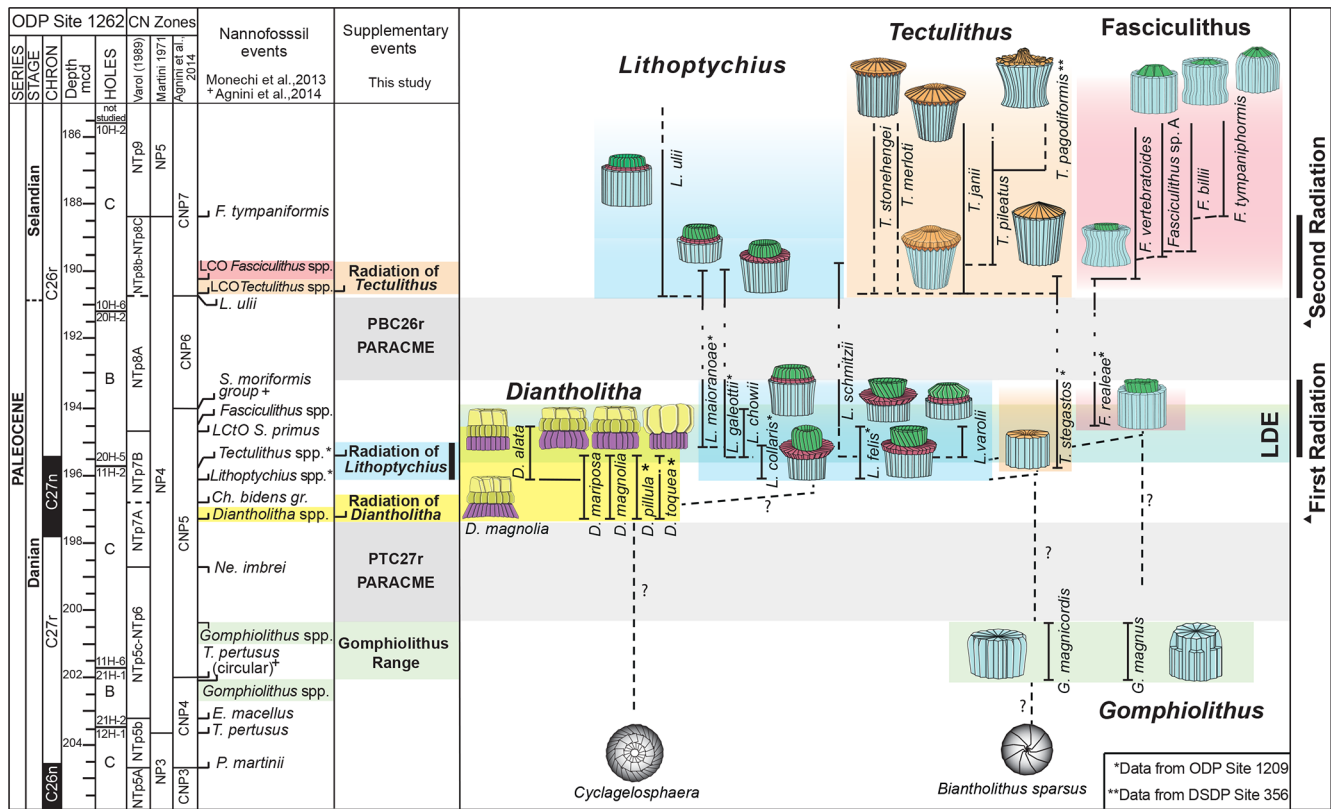 ODP Site 1262
CN Zones
SERIES
STAGE
CHRON
Depth
mcd
HOLES
Varol (1989)
Martini 1971
Agnini et al.,
2014
Nannofosssil
events
Monechi et al.,2013
+Agnini et al.,2014
Supplementary
events
This study
PALEOCENE
Selandian
Danian
C26r
C27n
C27r
C26n
186
188
190
192
194
196
198
200
202
204
not
studied
10H-2
C
10H-6
20H-2
B
20H-5
11H-2
C
11H-6
21H-1
B
21H-2
12H-1
C
NTp9
NTp8b-NTp8C
NTp8A
NTp7B
NTp7A
NTp5c-NTp6
NTp5b
NTp5A
NP5
NP4
NP3
CNP7
CNP6
CNP5
CNP4
CNP3
F. tympaniformis
LCO Fasciculithus spp.
LCO Tectulithus spp.
L. ulii
S. moriformis
group +
Fasciculithus spp.
LCtO S. primus
Tectulithus spp.*
Lithoptychius spp.*
Ch. bidens gr.
Diantholitha spp.
Ne. imbrei
Gomphiolithus spp.
T. pertusus
(circular)+
Gomphiolithus spp.
E. macellus
T. pertusus
P. martinii
Radiation of
Tectulithus
PBC26r
PARACME
Radiation of
Lithoptychius
Radiation of
Diantholitha
PTC27r
PARACME
Gomphiolithus
Range
Lithoptychius
Tectulithus
Fasciculithus
L. ulii
T. stonehengei
T. merloti
T. janii
T. pileatus
T. pagodiformis**
F. vertebratoides
Fasciculithus sp. A
F. billii
F. tympaniphormis
Diantholitha
D. alata
D. mariposa
D. magnolia
D. pillula*
D. toquea*
D. magnolia
L. maioranoae*
L. galeottii*
L. chowii
L. collaris*
L. schmitzii
L. felis*
L.varolii
T. stegastos*
F. realeae*
LDE
▲Second Radiation
▲First Radiation
?
?
?
?
?
G. magnicordis
G. magnus
Gomphiolithus
Cyclagelosphaera
Biantholithus sparsus
*Data from ODP Site 1209
**Data from DSDP Site 356